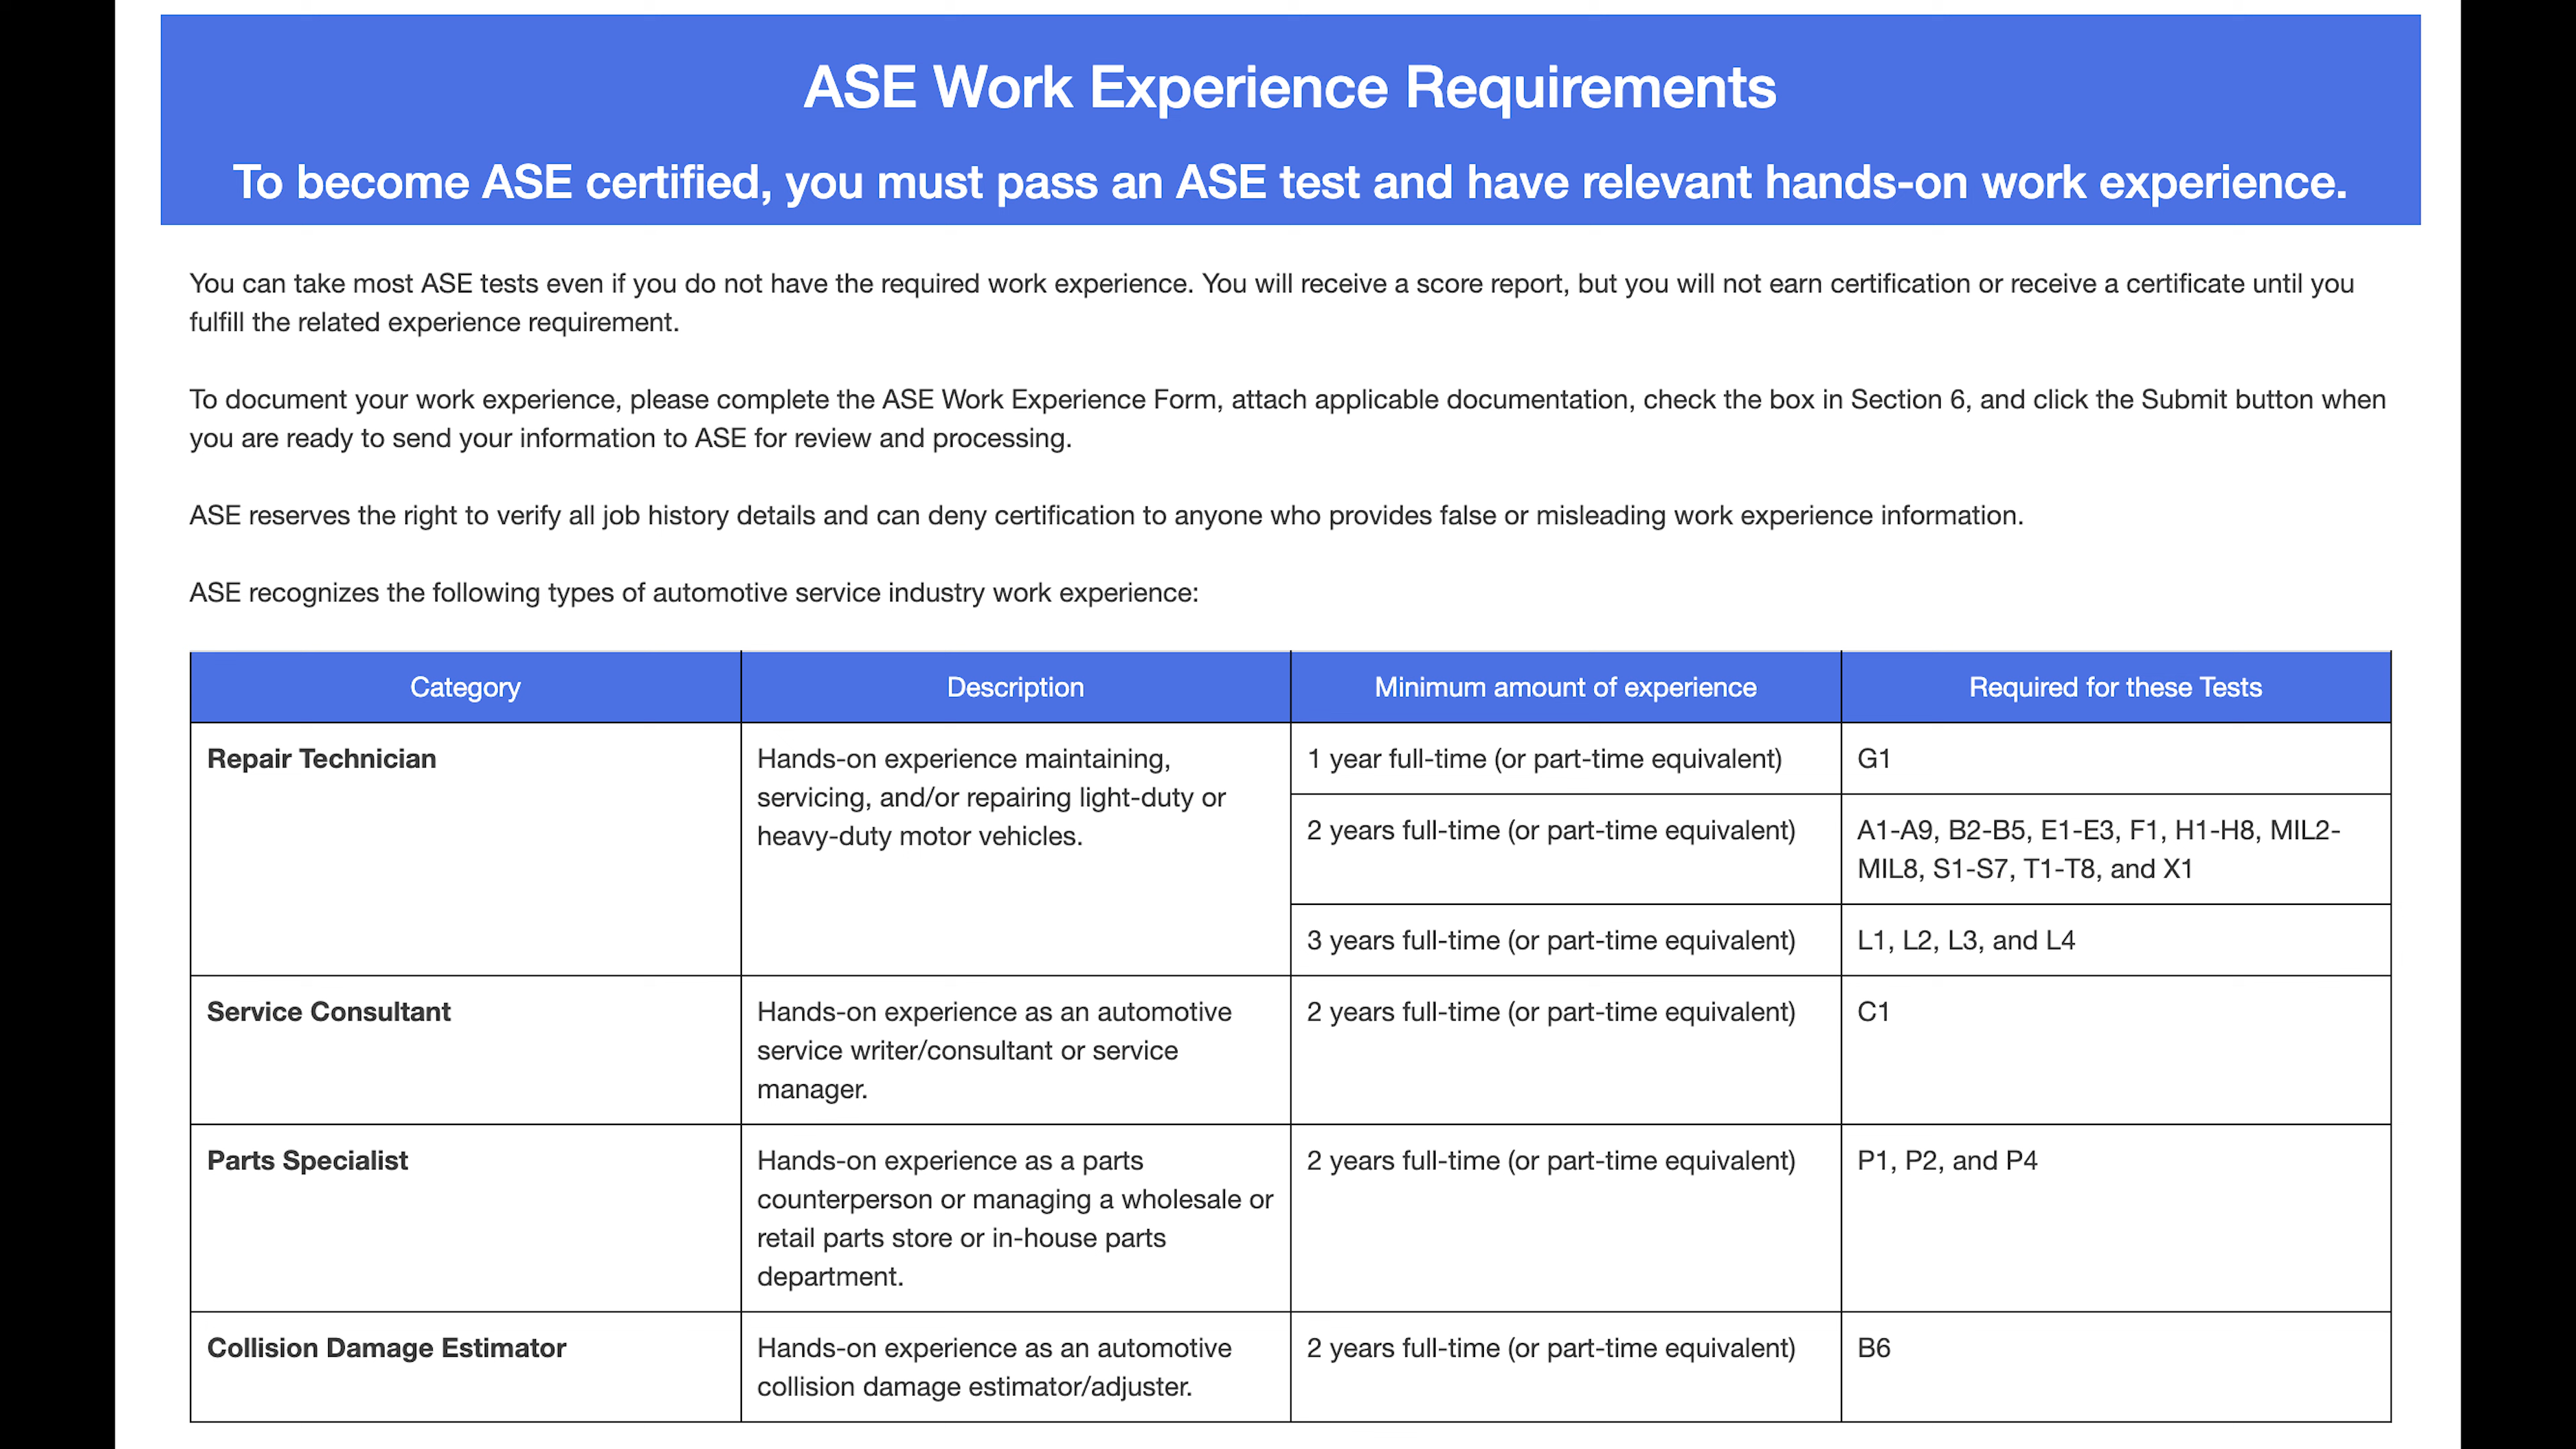 ASE Work Experience Requirements
To become ASE certified, you must pass an ASE test and have relevant hands-on work experience.
You can take most ASE tests even if you do not have the required work experience. You will receive a score report, but you will not earn certification or receive a certificate until you
fulfill the related experience requirement.
To document your work experience, please complete the ASE Work Experience Form, attach applicable documentation, check the box in Section 6, and click the Submit button when
you are ready to send your information to ASE for review and processing.
ASE reserves the right to verify all job history details and can deny certification to anyone who provides false or misleading work experience information.
ASE recognizes the following types of automotive service industry work experience:
Category
Description
Minimum amount of experience
Required for these Tests
Repair Technician
Hands-on experience maintaining,
servicing, and/or repairing light-duty or
heavy-duty motor vehicles.
1 year full-time (or part-time equivalent)
G1
2 years full-time (or part-time equivalent)
A1-A9, B2-B5, E1-E3, F1, H1-H8, MIL2-
MIL8, S1-S7, T1-T8, and X1
3 years full-time (or part-time equivalent)
L1, L2, L3, and L4
Service Consultant
Hands-on experience as an automotive
service writer/consultant or service
manager.
2 years full-time (or part-time equivalent)
C1
Parts Specialist
Hands-on experience as a parts
counterperson or managing a wholesale or
retail parts store or in-house parts
department.
2 years full-time (or part-time equivalent)
P1, P2, and P4
Collision Damage Estimator
Hands-on experience as an automotive
collision damage estimator/adjuster.
2 years full-time (or part-time equivalent)
B6